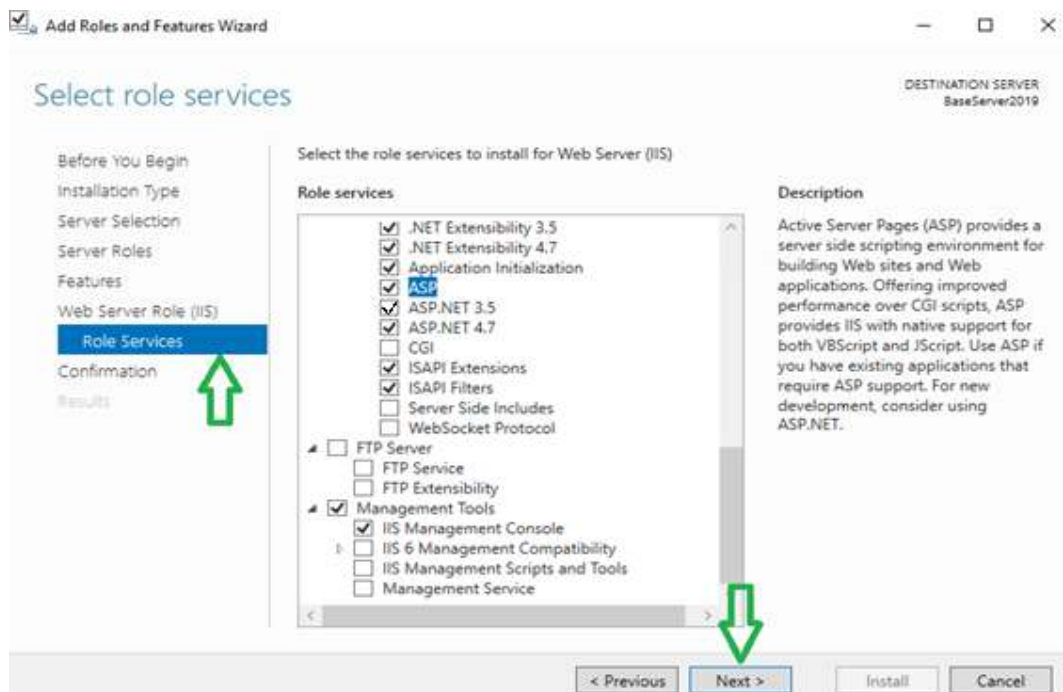 Add Roles and Features Wizard
Select role services
DESTINATION SERVER
BaseServer2019
Before You Begin
Installation Type
Server Selection
Server Roles
Features
Web Server Role (IIS)
Role Services
Confirmation
Results
Select the role services to install for Web Server (IIS)
Role services
.NET Extensibility 3.5
.NET Extensibility 4.7
Application Initialization
ASP
ASP.NET 3.5
ASP.NET 4.7
CGI
ISAPI Extensions
ISAPI Filters
Server Side Includes
WebSocket Protocol
FTP Server
FTP Service
FTP Extensibility
Management Tools
IIS Management Console
IIS 6 Management Compatibility
IIS Management Scripts and Tools
Management Service
Description
Active Server Pages (ASP) provides a
server side scripting environment for
building Web sites and Web
applications. Offering improved
performance over CGI scripts, ASP
provides IIS with native support for
both VBScript and JScript. Use ASP if
you have existing applications that
require ASP support. For new
development, consider using
ASP.NET.
< Previous
Next >
Install
Cancel